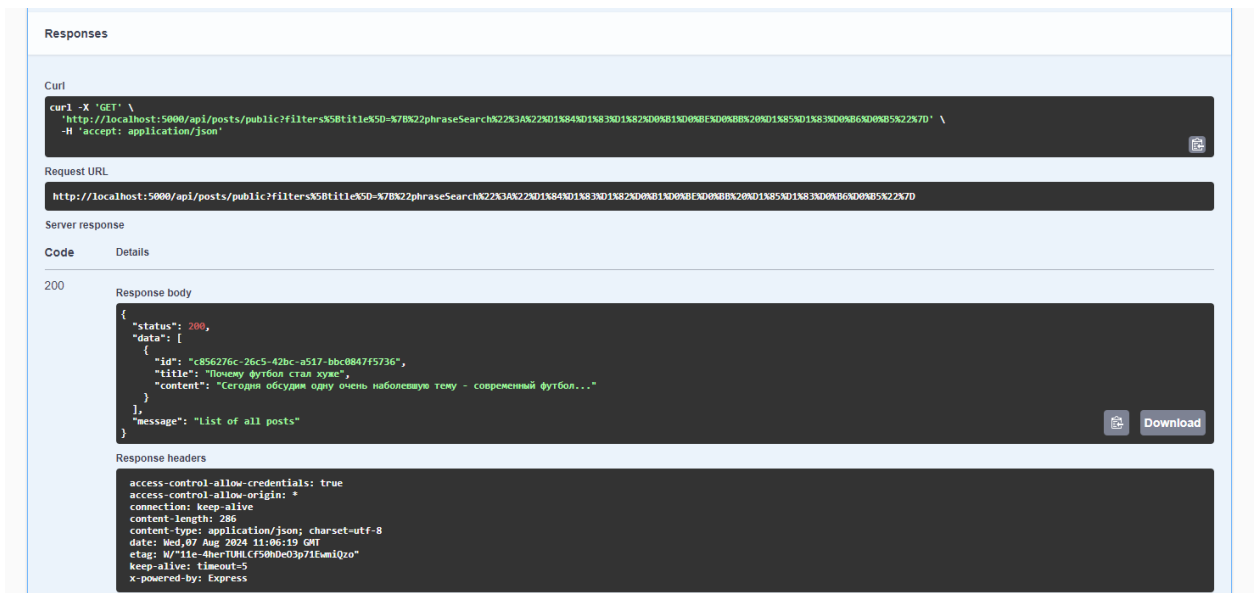 Responses
Curl
curl -X 'GET' \
'http://localhost:5000/api/posts/public?filters%5Btitle%5D=%7B%22phraseSearch%22%3A%22%D1%84%D1%83%D1%82%D0%B1%D0%BE%D0%BB%20%D1%85%D1%83%D0%B6%D0%B5%22%7D' \
-H 'accept: application/json'
Request URL
http://localhost:5000/api/posts/public?filters%5Btitle%5D=%7B%22phraseSearch%22%3A%22%D1%84%D1%83%D1%82%D0%B1%D0%BE%D0%BB%20%D1%85%D1%83%D0%B6%D0%B5%22%7D
Server response
Code Details
200
Response body
{
"status": 200,
"data": [
{
"id": "c856276c-26c5-42bc-a517-bbc0847f5736",
"title": "Почему футбол стал хуже",
"content": "Сегодня обсудим одну очень наболевшую тему - современный футбол..."
}
],
"message": "List of all posts"
}
Download
Response headers
access-control-allow-credentials: true
access-control-allow-origin: *
connection: keep-alive
content-length: 286
content-type: application/json; charset=utf-8
date: Wed,07 Aug 2024 11:06:19 GMT
etag: W/"11e-4herTUHLCf50hDeO3p71EwmiQzo"
keep-alive: timeout=5
x-powered-by: Express